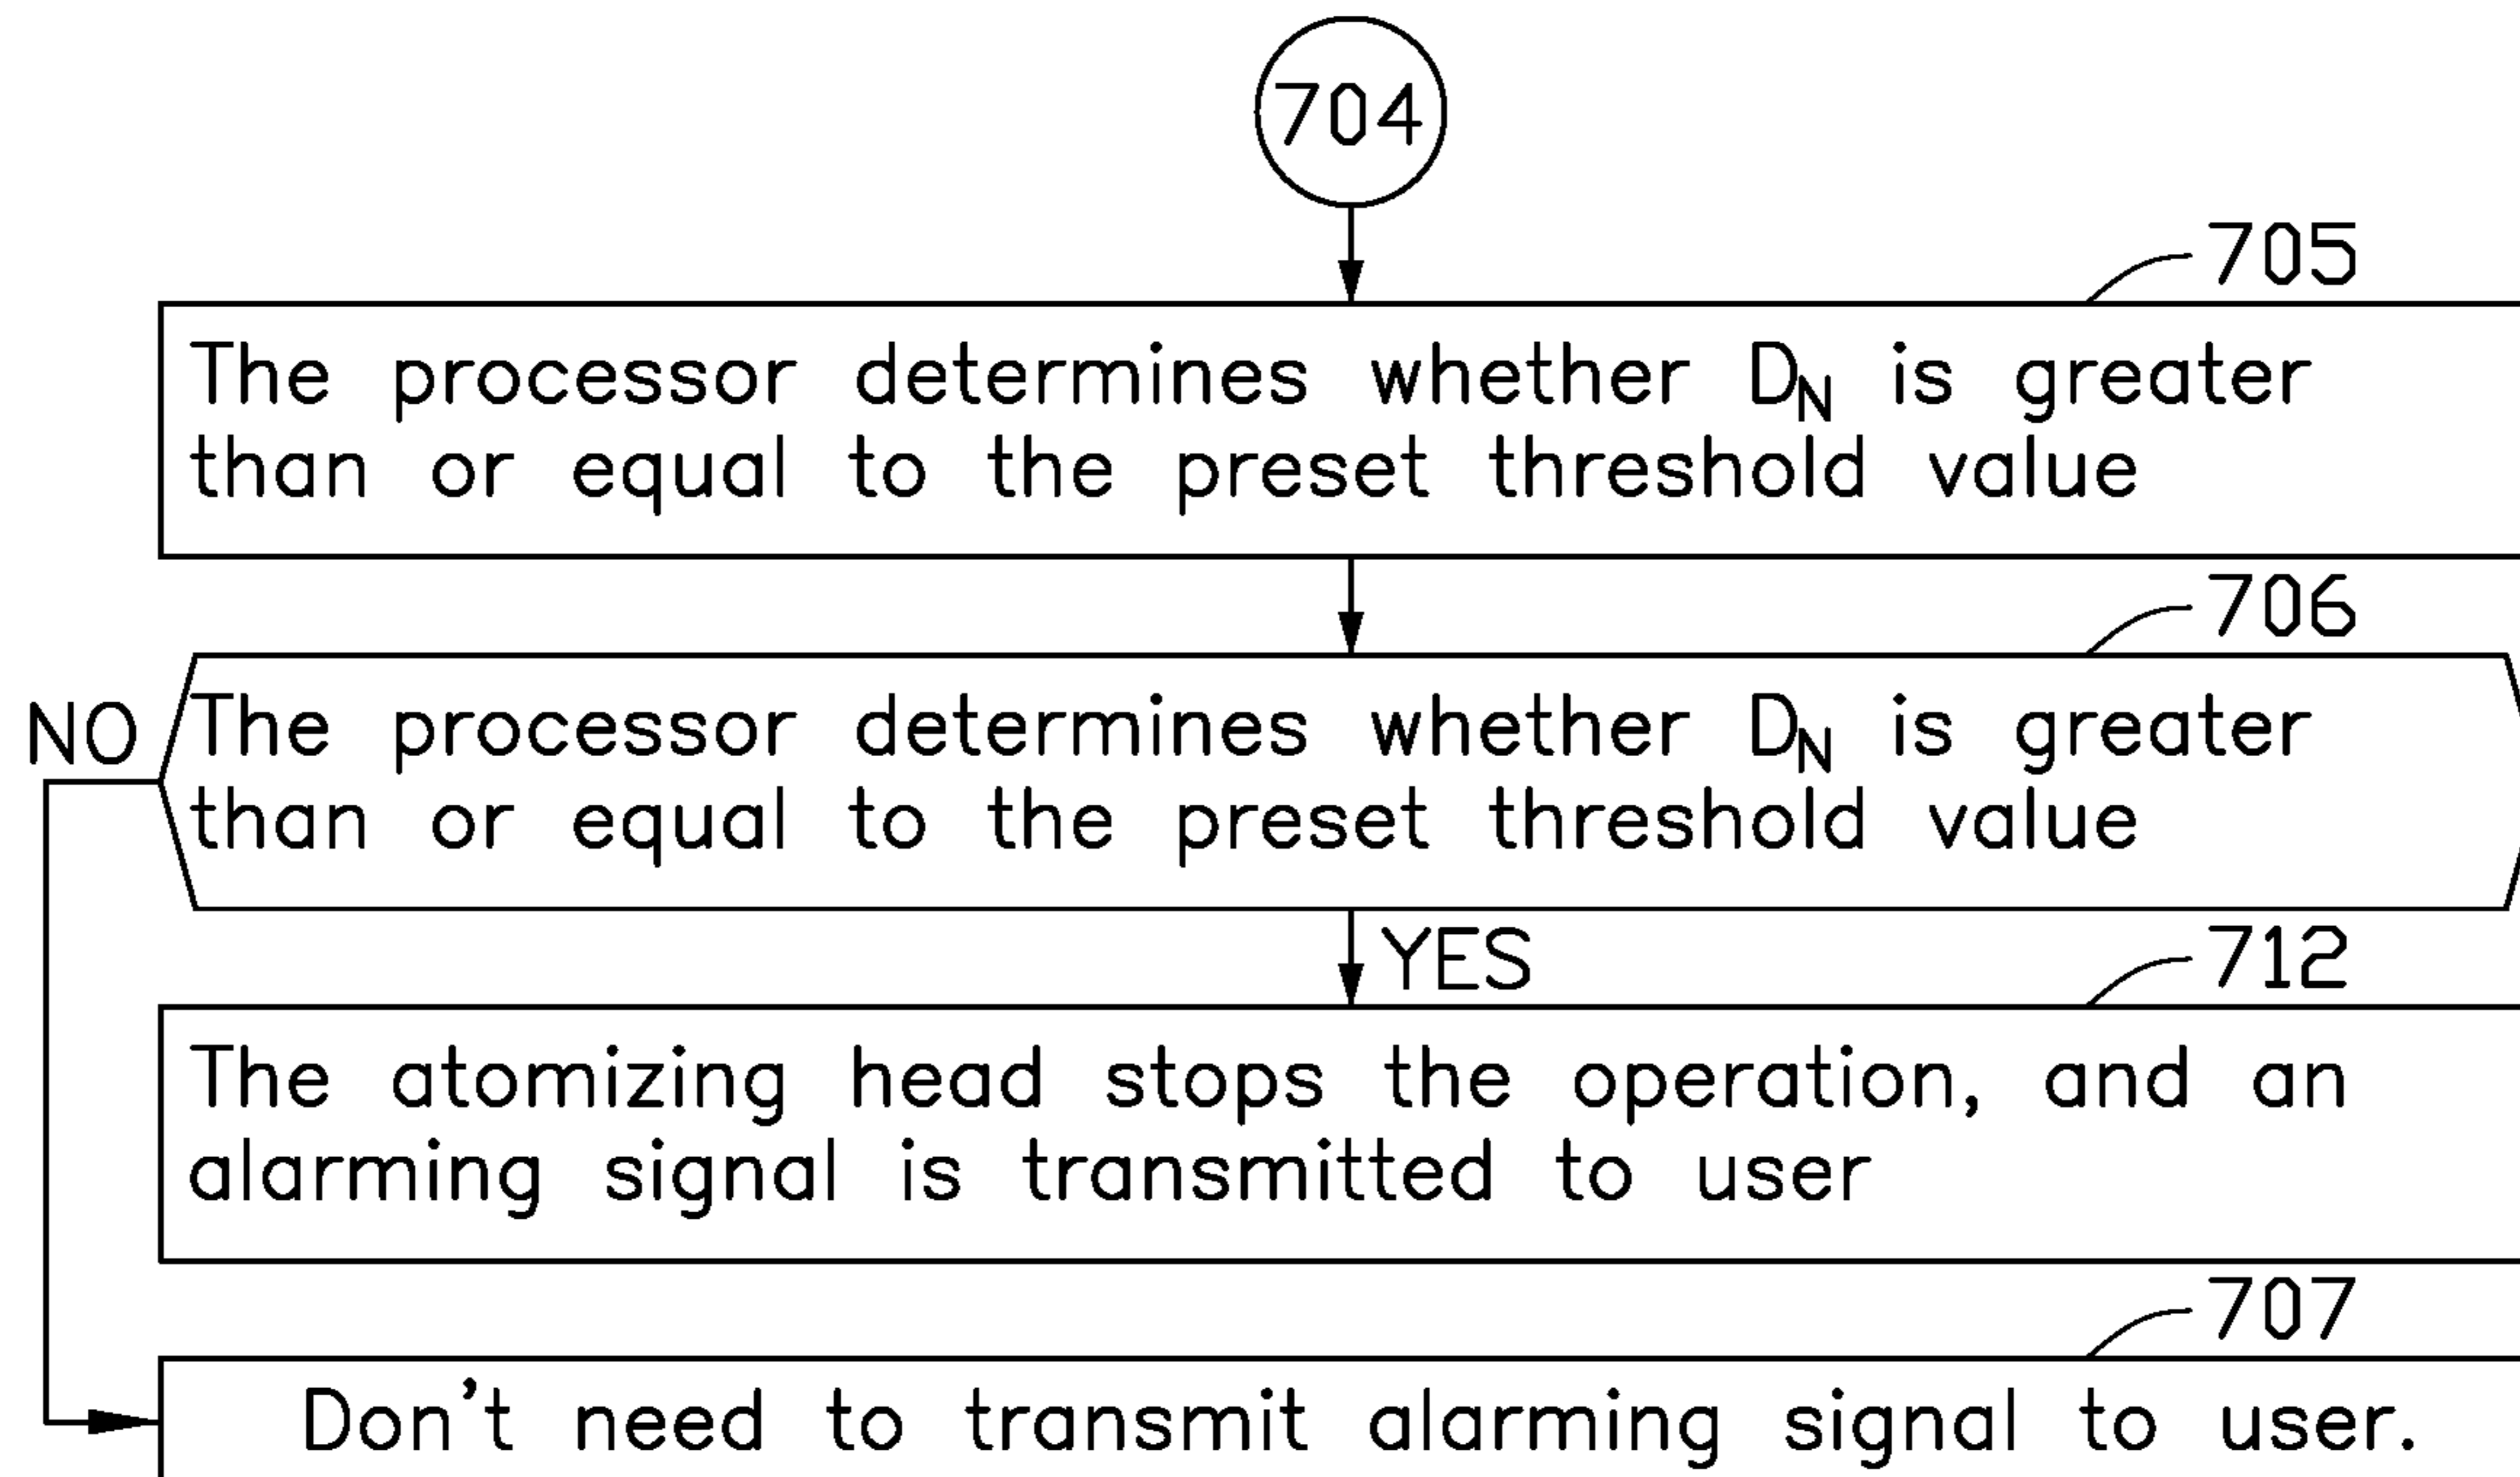 704
705
The processor determines whether D_N is greater
than or equal to the preset threshold value
706
NO
The processor determines whether D_N is greater
than or equal to the preset threshold value
YES
712
The atomizing head stops the operation, and an
alarming signal is transmitted to user
707
Don't need to transmit alarming signal to user.